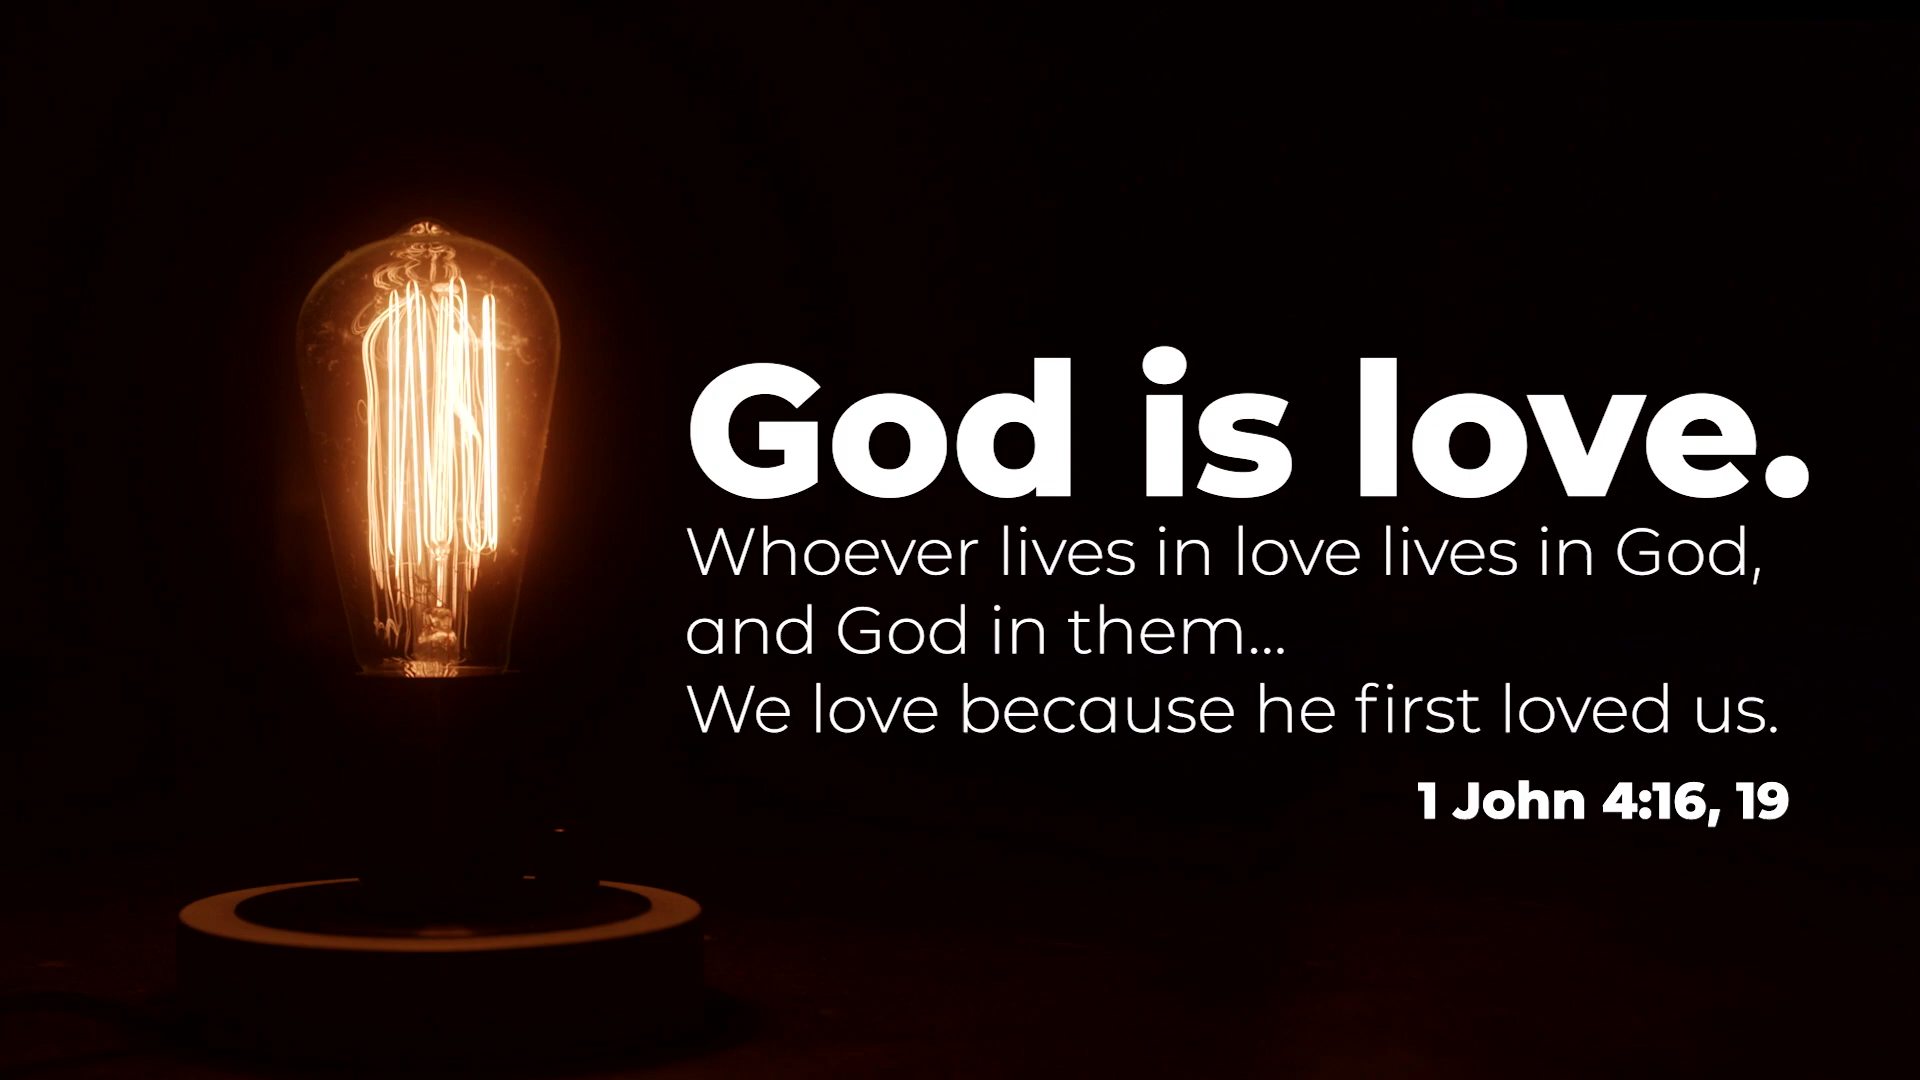 God is love.
Whoever lives in love lives in God,
and God in them...
We love because he first loved us.
1 John 4:16, 19